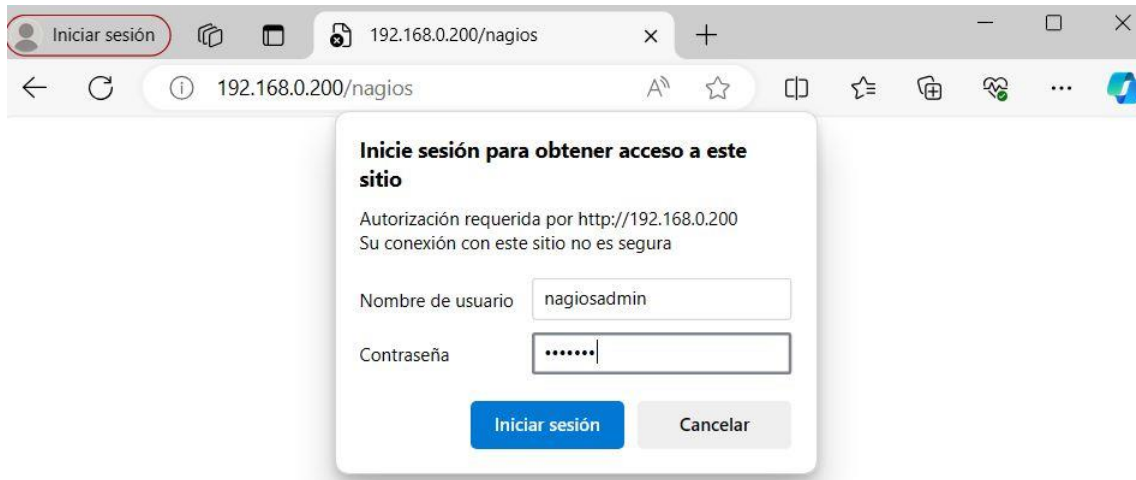 Iniciar sesión
192.168.0.200/nagios
192.168.0.200/nagios
Inicie sesión para obtener acceso a este
sitio
Autorización requerida por http://192.168.0.200
Su conexión con este sitio no es segura
Nombre de usuario nagiosadmin
Contraseña •••••••
Iniciar sesión Cancelar